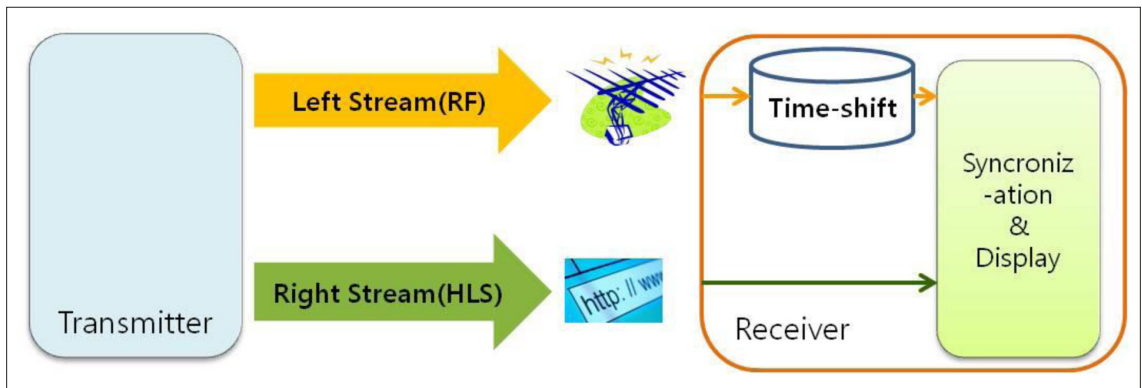 Transmitter
Left Stream(RF)
Right Stream(HLS)
http: // www
Time-shift
Syncroniz
-ation
&
Display
Receiver